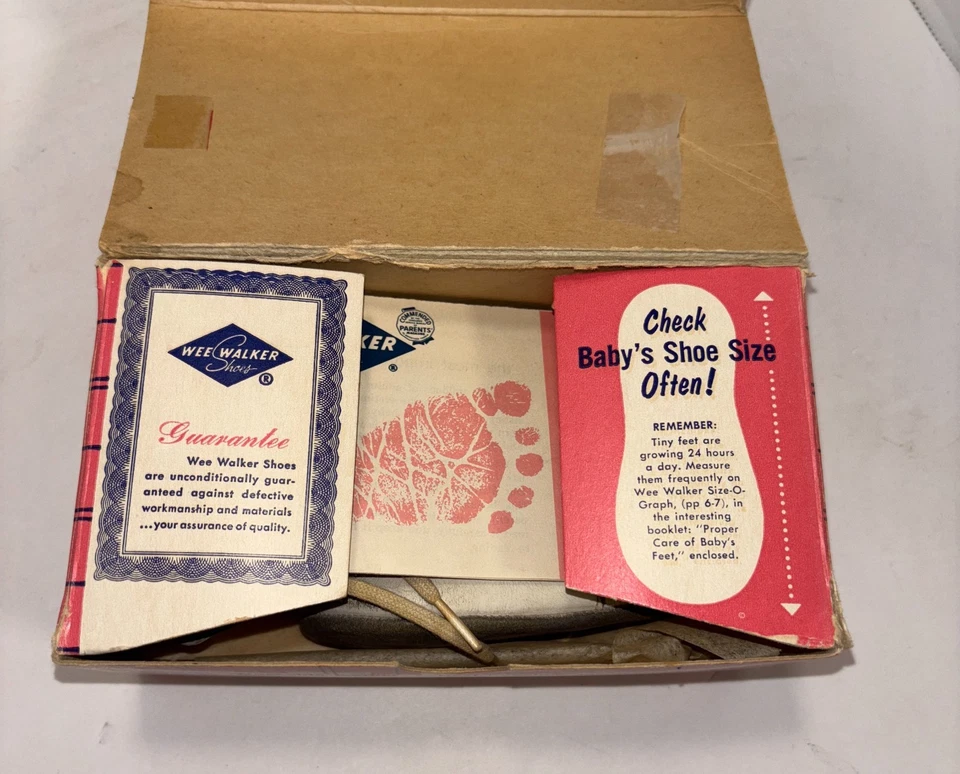 WEE WALKER
Shoes
®
Guarantee
Wee Walker Shoes
are unconditionally guar-
anteed against defective
workmanship and materials
...your assurance of quality.
KER
®
COMMENDED
PARENTS'
Check
Baby's Shoe Size
Often!
REMEMBER:
Tiny feet are
growing 24 hours
a day. Measure
them frequently on
Wee Walker Size-O-
Graph, (pp 6-7), in
the interesting
booklet: "Proper
Care of Baby's
Feet," enclosed.
©